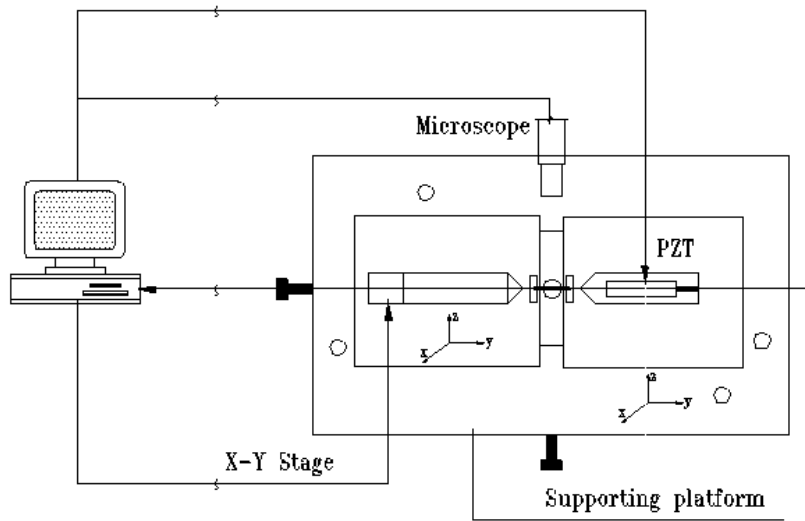 Microscope
PZT
z
y
x
z
y
x
X-Y Stage
Supporting platform